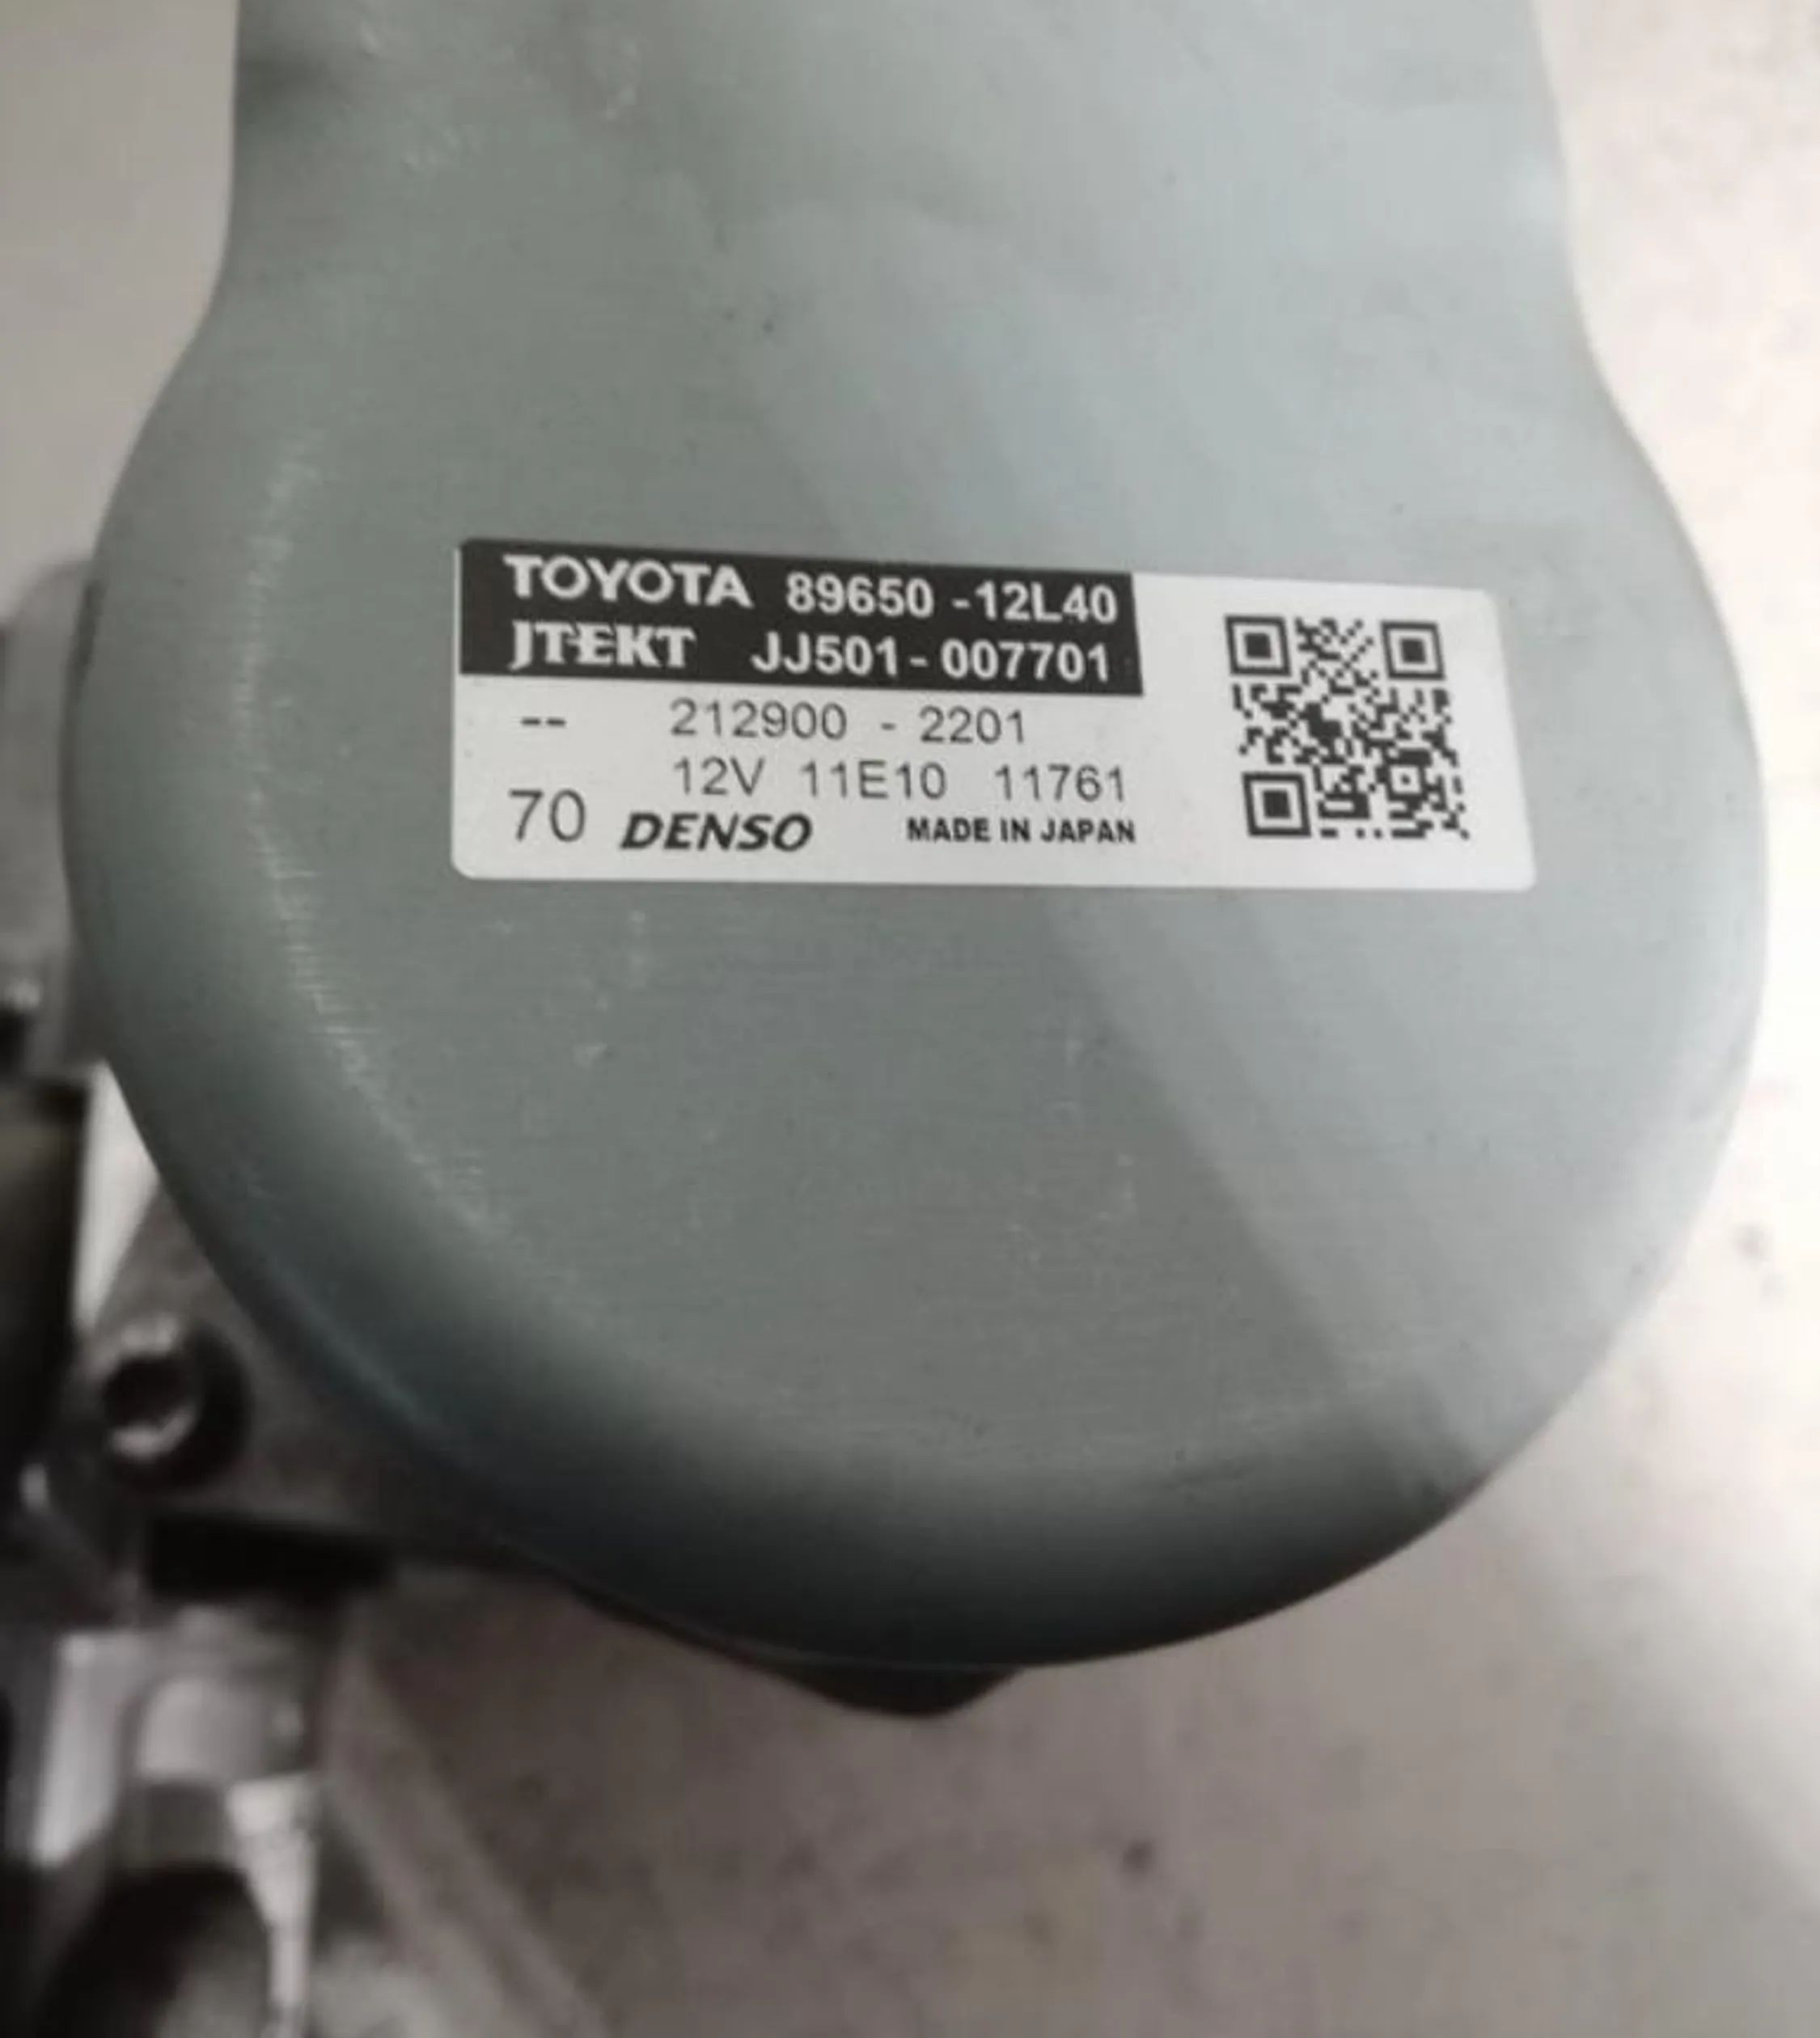 TOYOTA 89650-12L40
JTEKT JJ501-007701
-- 212900 - 2201
12V 11E10 11761
70 DENSO MADE IN JAPAN